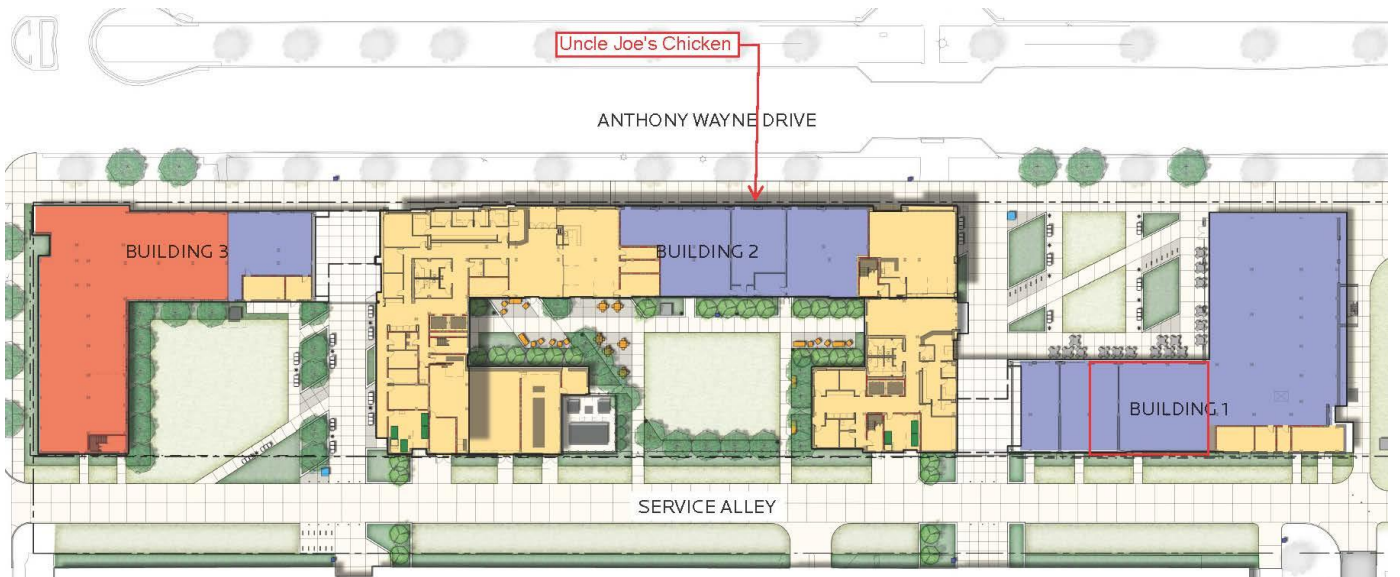 Uncle Joe's Chicken
ANTHONY WAYNE DRIVE
BUILDING 3
BUILDING 2
BUILDING 1
SERVICE ALLEY